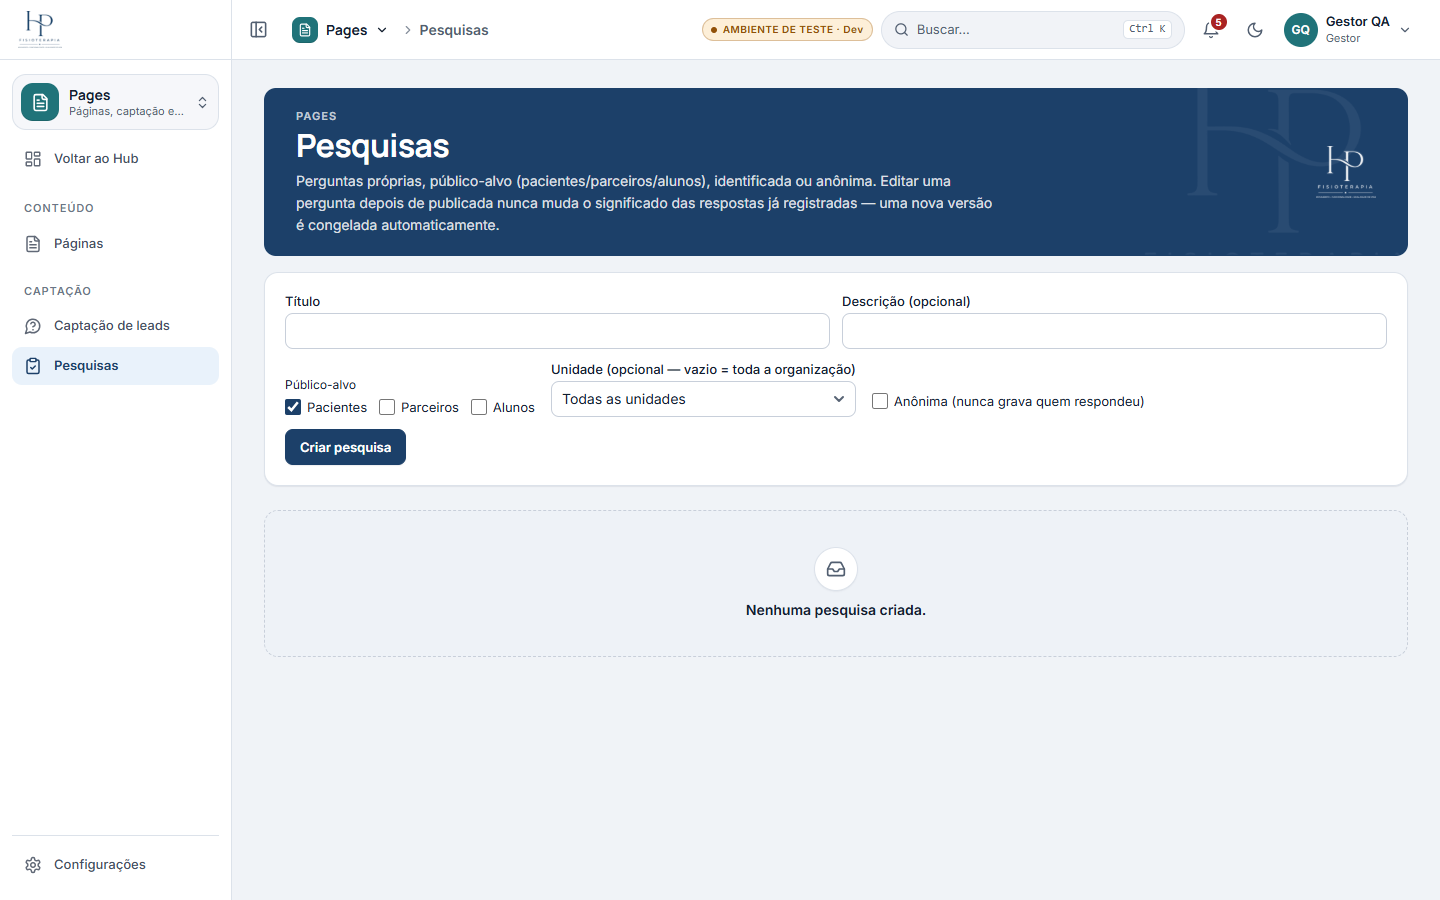 HP
FISIOTERAPIA
Pages
Pesquisas
AMBIENTE DE TESTE · Dev
Buscar...
Ctrl K
5
GQ
Gestor QA
Gestor
Pages
Páginas, captação e...
Voltar ao Hub
CONTEÚDO
Páginas
CAPTAÇÃO
Captação de leads
Pesquisas
Configurações
PAGES
Pesquisas
Perguntas próprias, público-alvo (pacientes/parceiros/alunos), identificada ou anônima. Editar uma
pergunta depois de publicada nunca muda o significado das respostas já registradas — uma nova versão
é congelada automaticamente.
HP
FISIOTERAPIA
Título
Descrição (opcional)
Público-alvo
Pacientes
Parceiros
Alunos
Unidade (opcional — vazio = toda a organização)
Todas as unidades
Anônima (nunca grava quem respondeu)
Criar pesquisa
Nenhuma pesquisa criada.